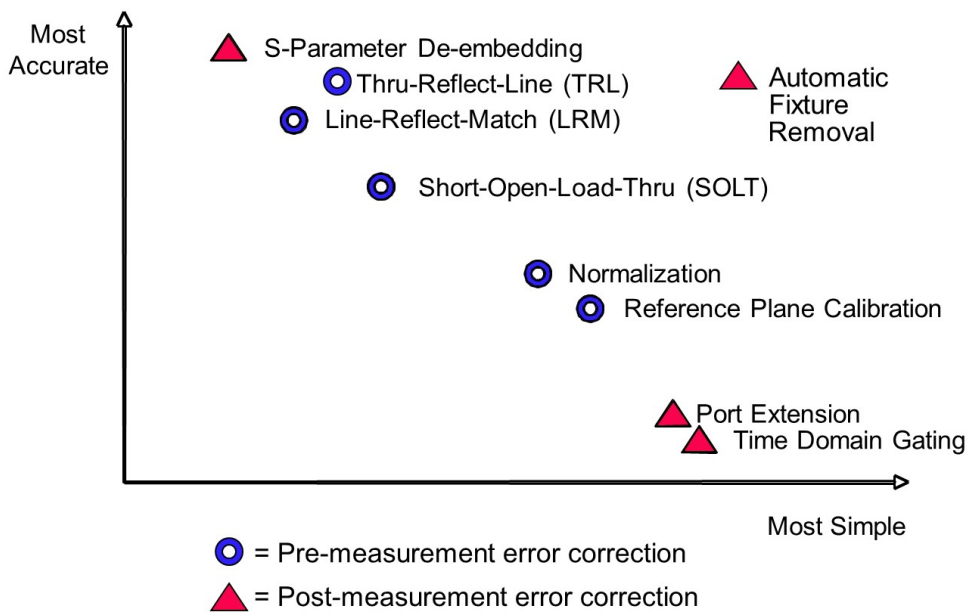 Most
Accurate
S-Parameter De-embedding
Thru-Reflect-Line (TRL)
Automatic
Fixture
Removal
Line-Reflect-Match (LRM)
Short-Open-Load-Thru (SOLT)
Normalization
Reference Plane Calibration
Port Extension
Time Domain Gating
Most Simple
= Pre-measurement error correction
= Post-measurement error correction